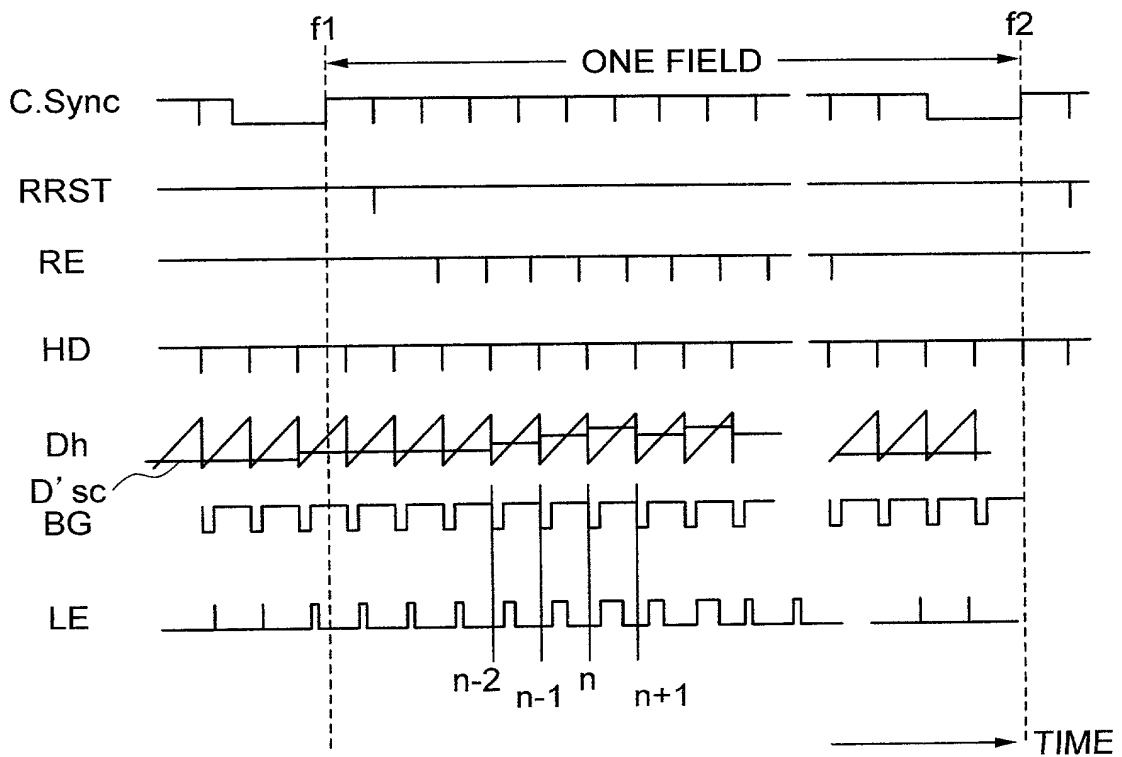 f1
f2
ONE FIELD
C.Sync
RRST
RE
HD
Dh
D' sc
BG
LE
n-2
n-1
n
n+1
TIME